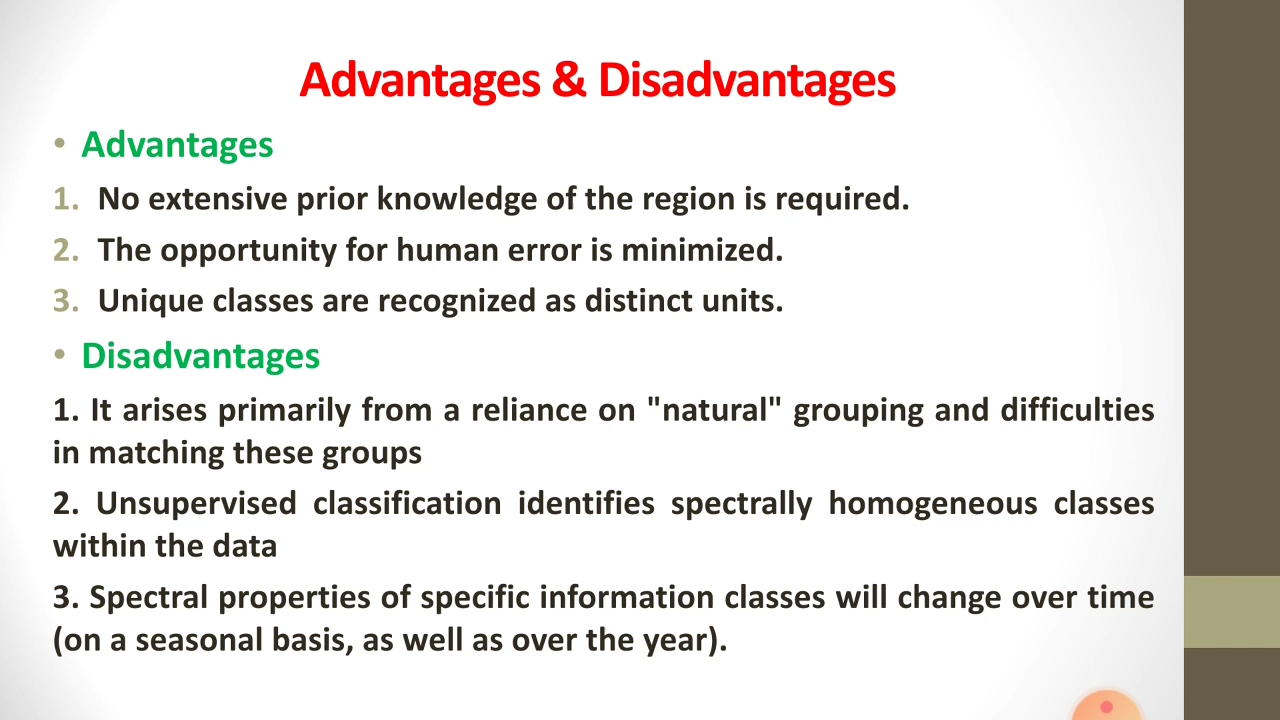 Advantages & Disadvantages
• Advantages
1. No extensive prior knowledge of the region is required.
2. The opportunity for human error is minimized.
3. Unique classes are recognized as distinct units.
• Disadvantages
1. It arises primarily from a reliance on "natural" grouping and difficulties
in matching these groups
2. Unsupervised classification identifies spectrally homogeneous classes
within the data
3. Spectral properties of specific information classes will change over time
(on a seasonal basis, as well as over the year).